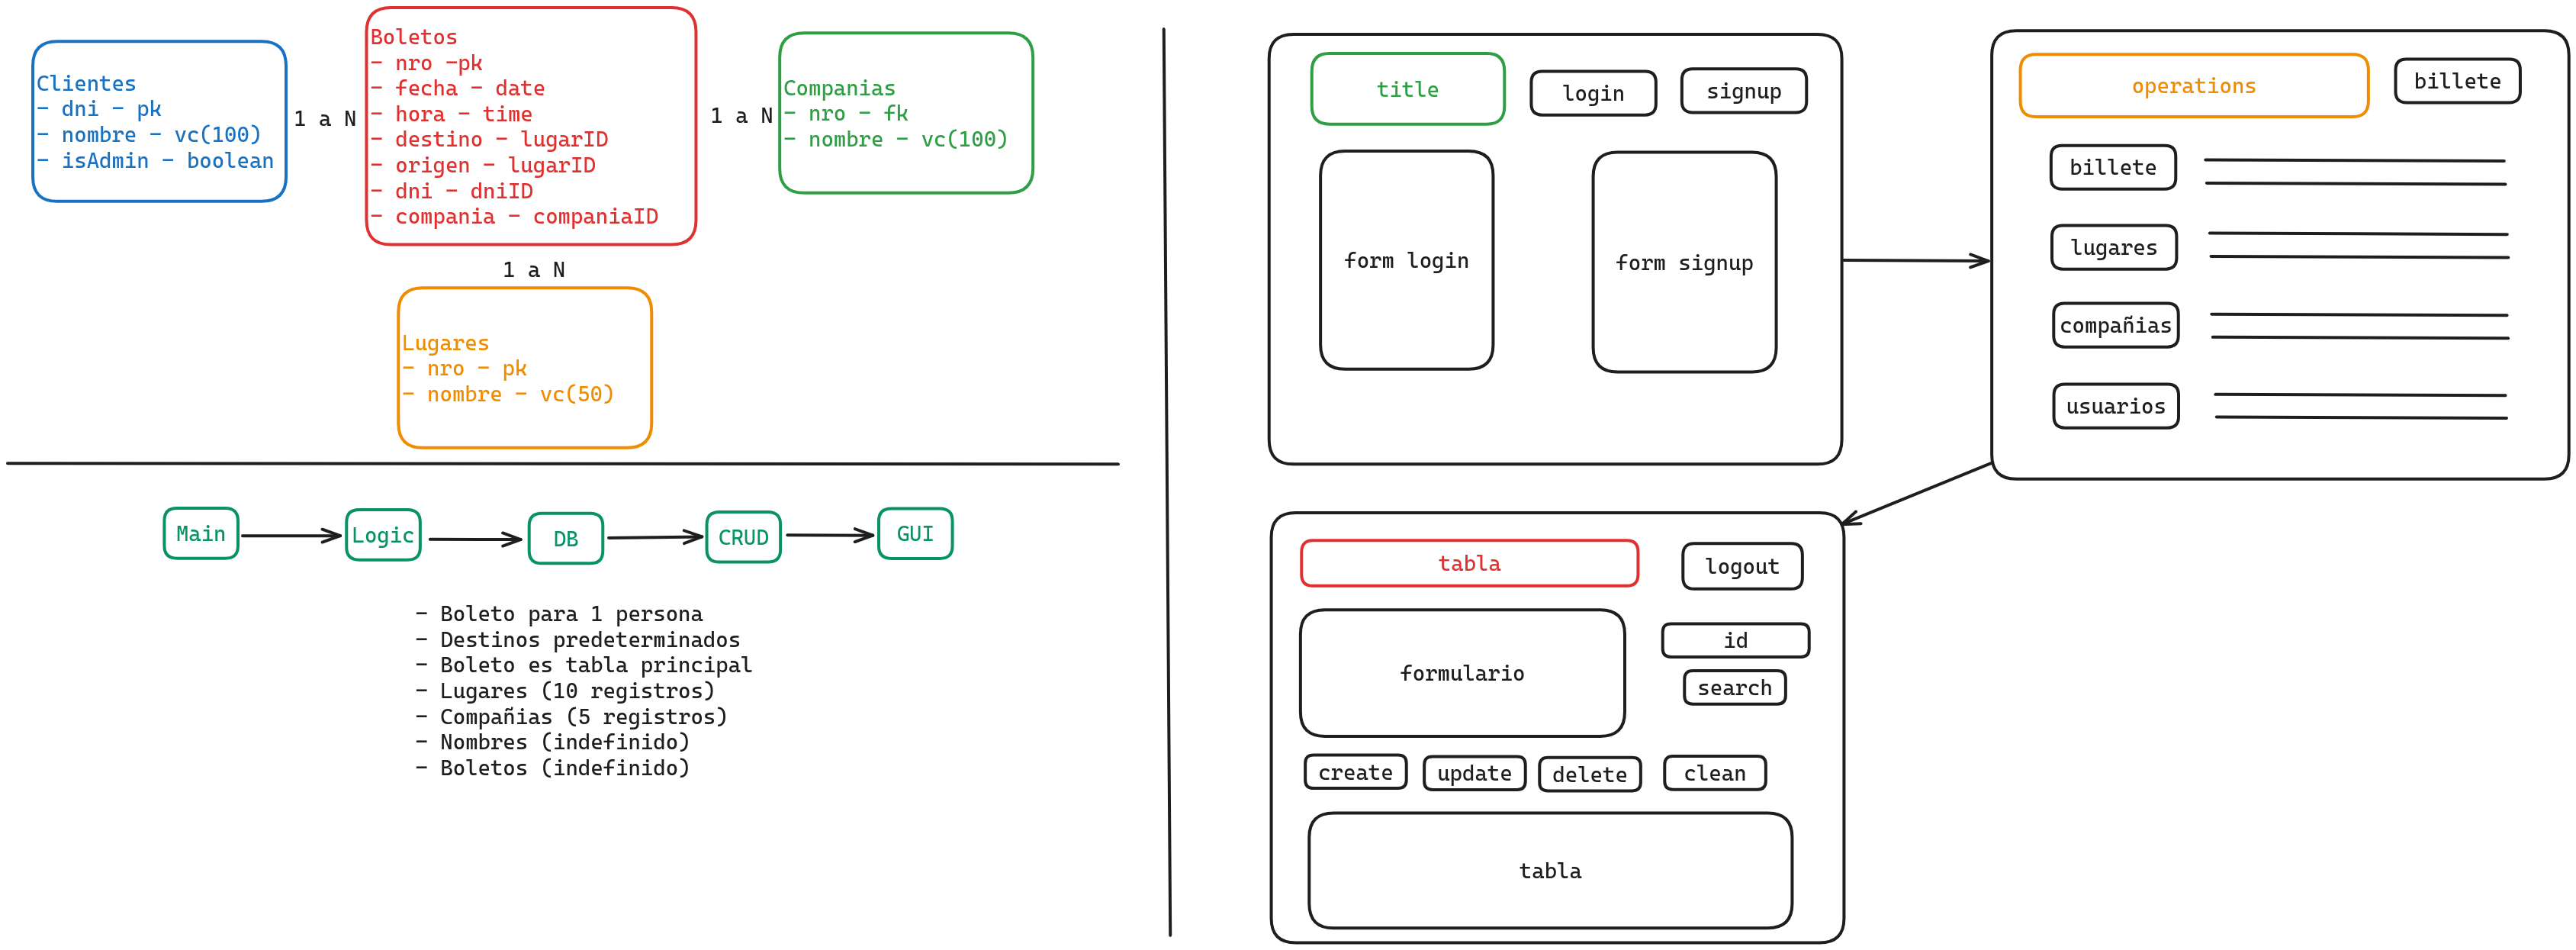 Clientes
- dni - pk
- nombre - vc(100)
- isAdmin - boolean
1 a N
Boletos
- nro -pk
- fecha - date
- hora - time
- destino - lugarID
- origen - lugarID
- dni - dniID
- compania - companiaID
1 a N
Companias
- nro - fk
- nombre - vc(100)
1 a N
Lugares
- nro - pk
- nombre - vc(50)
Main
Logic
DB
CRUD
GUI
- Boleto para 1 persona
- Destinos predeterminados
- Boleto es tabla principal
- Lugares (10 registros)
- Compañias (5 registros)
- Nombres (indefinido)
- Boletos (indefinido)
title
login
signup
form login
form signup
operations
billete
billete
lugares
compañias
usuarios
tabla
logout
formulario
id
search
create
update
delete
clean
tabla